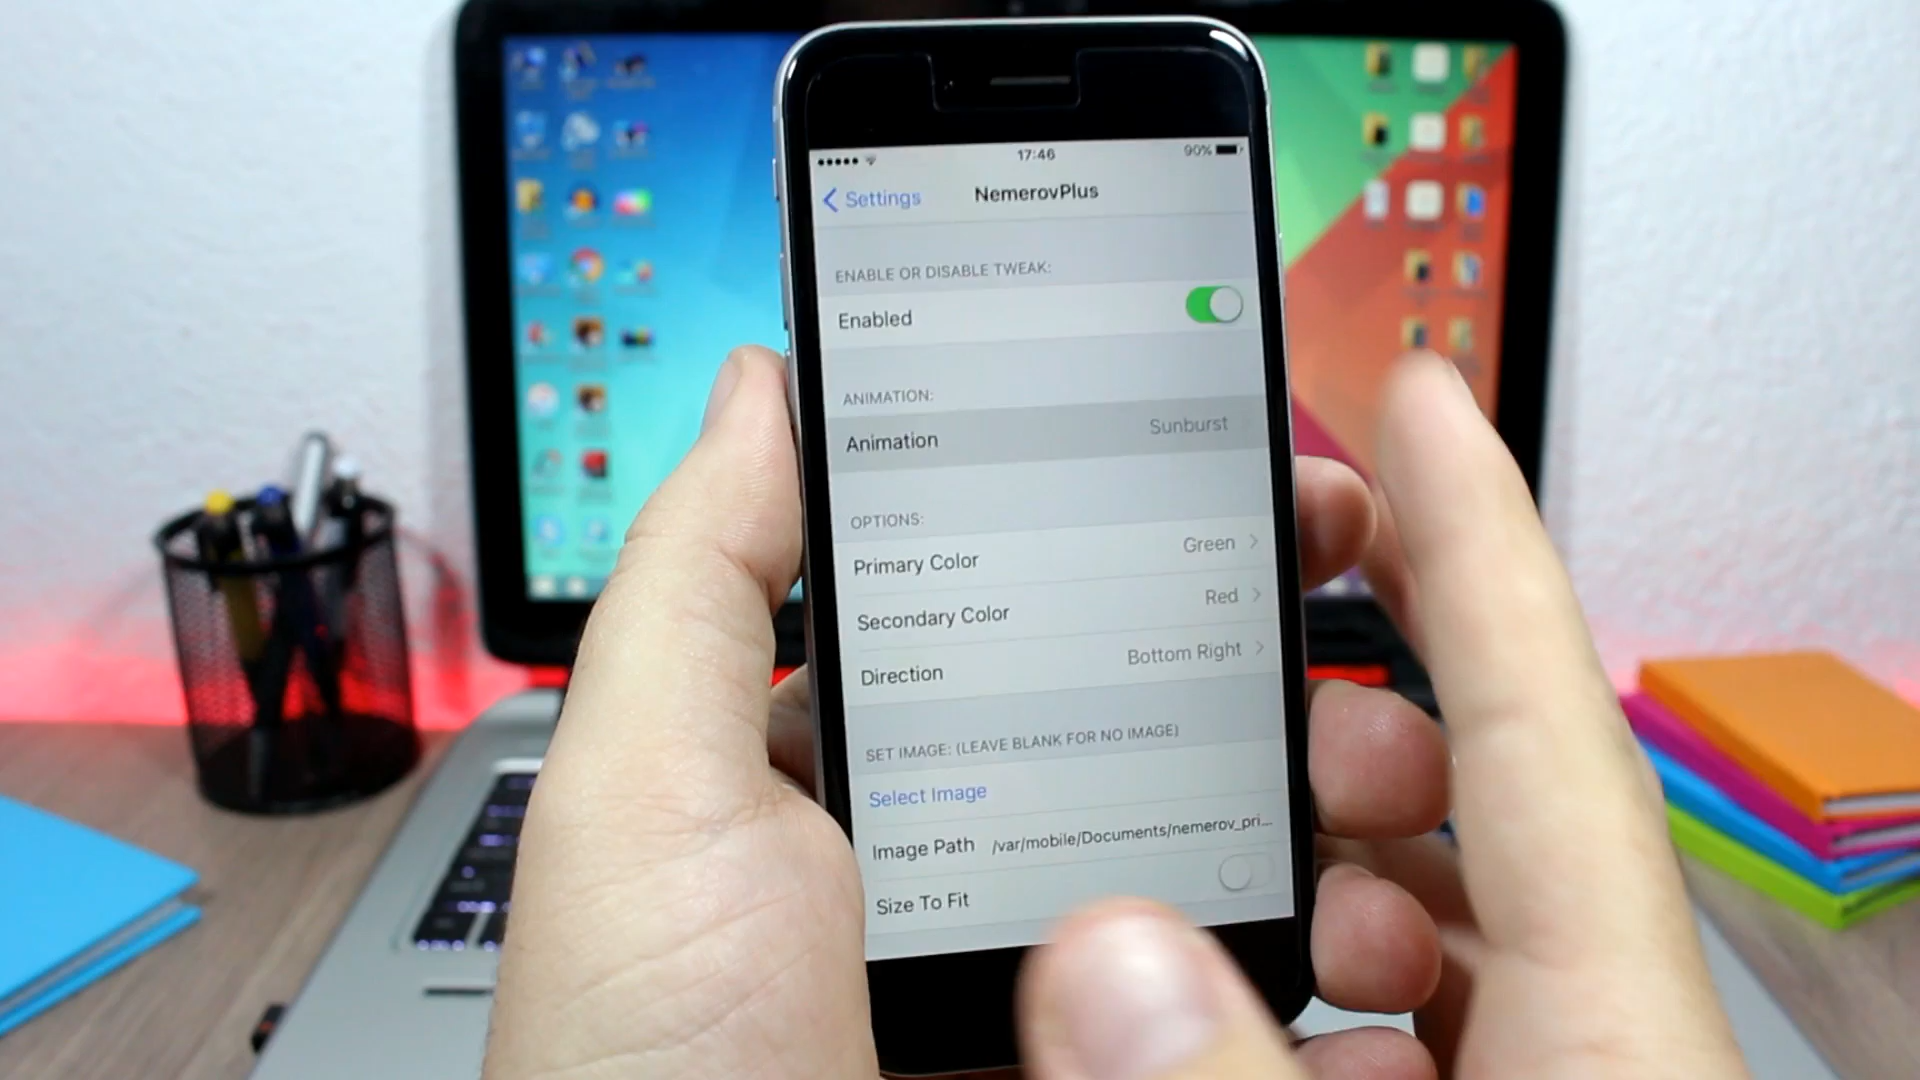 17:46
90%
Settings
NemerovPlus
ENABLE OR DISABLE TWEAK:
Enabled
ANIMATION:
Animation Sunburst
OPTIONS:
Primary Color Green
Secondary Color Red
Direction Bottom Right
SET IMAGE: (LEAVE BLANK FOR NO IMAGE)
Select Image
Image Path /var/mobile/Documents/nemerov_pri...
Size To Fit